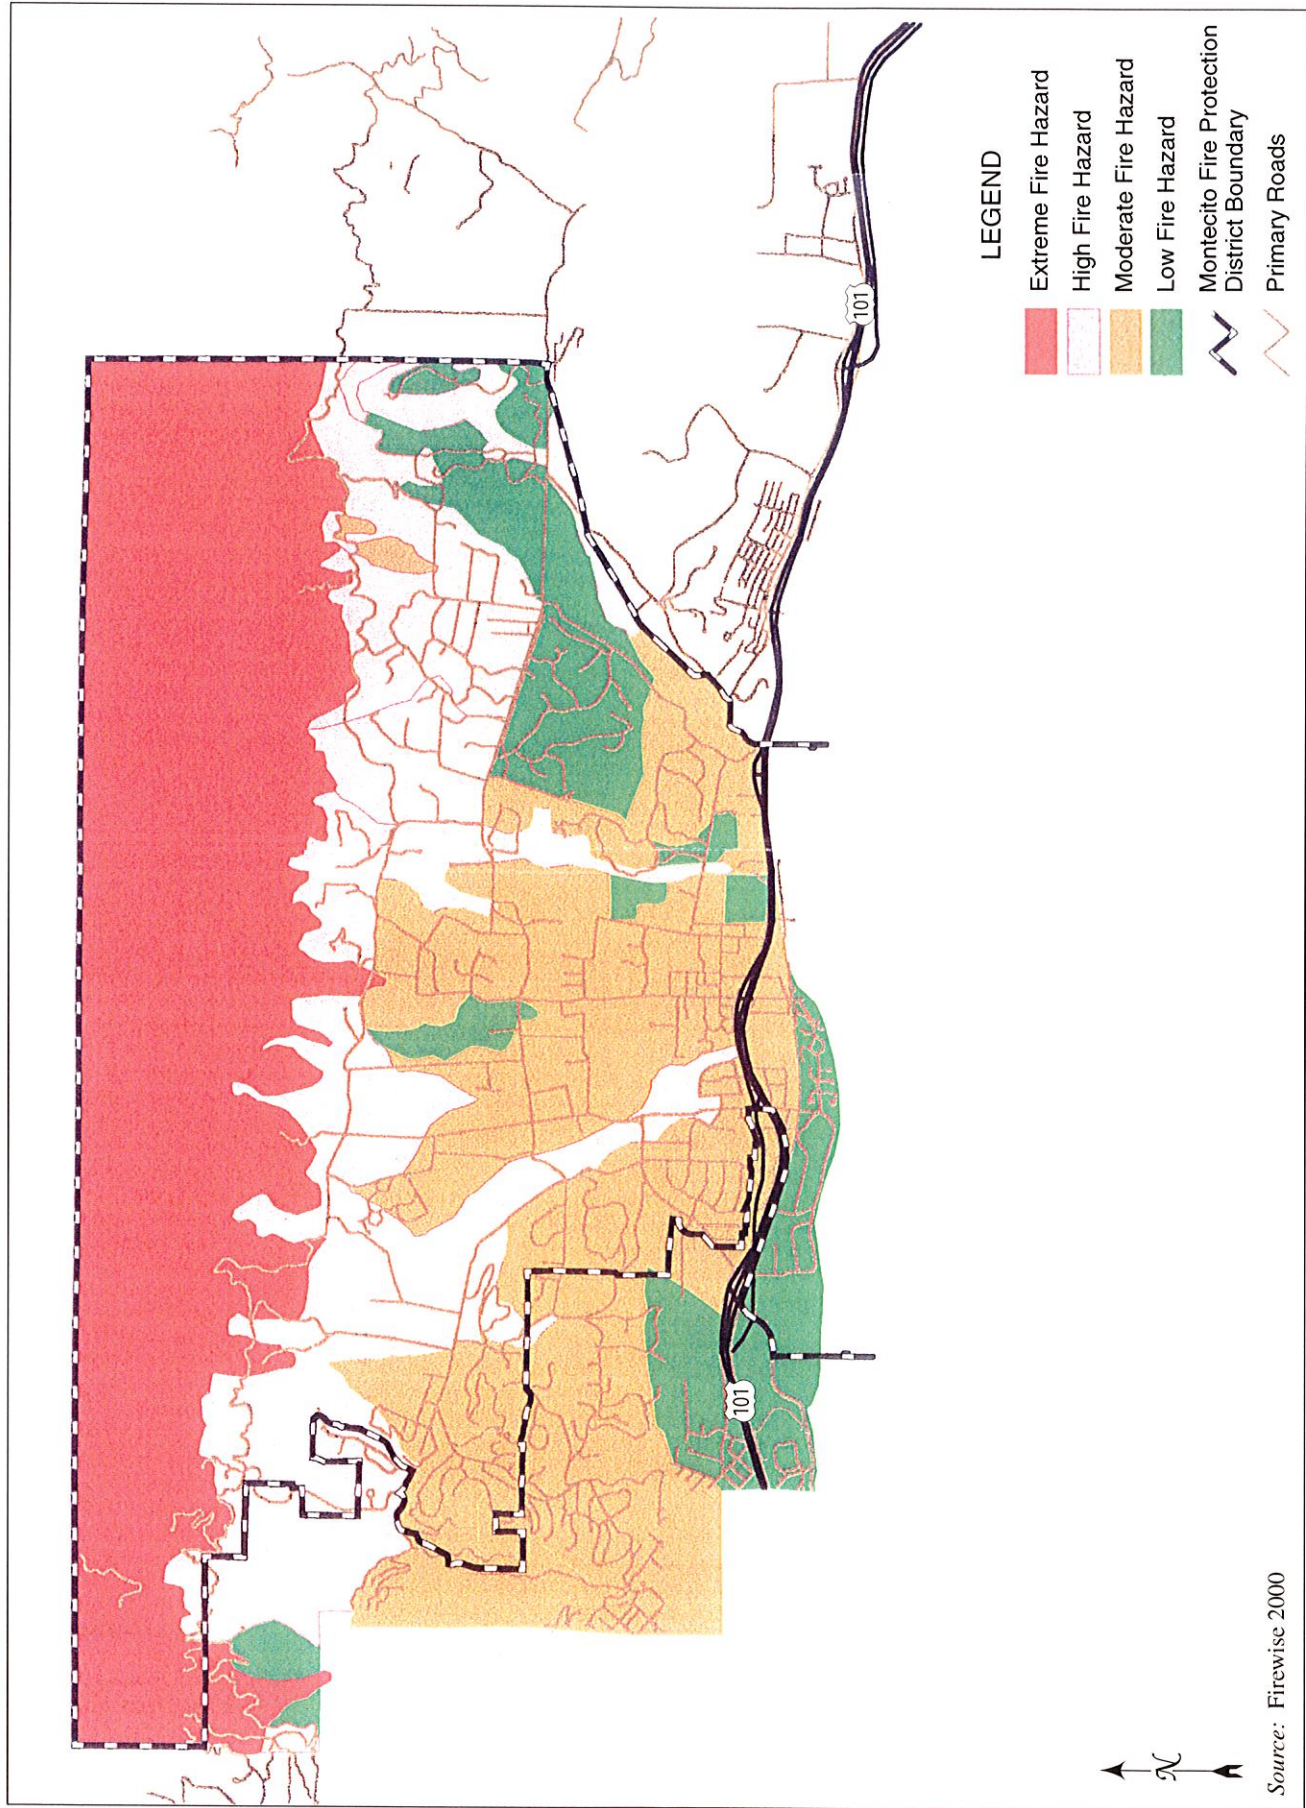 101
101
LEGEND
Extreme Fire Hazard
High Fire Hazard
Moderate Fire Hazard
Low Fire Hazard
Montecito Fire Protection
District Boundary
Primary Roads
N
Source: Firewise 2000